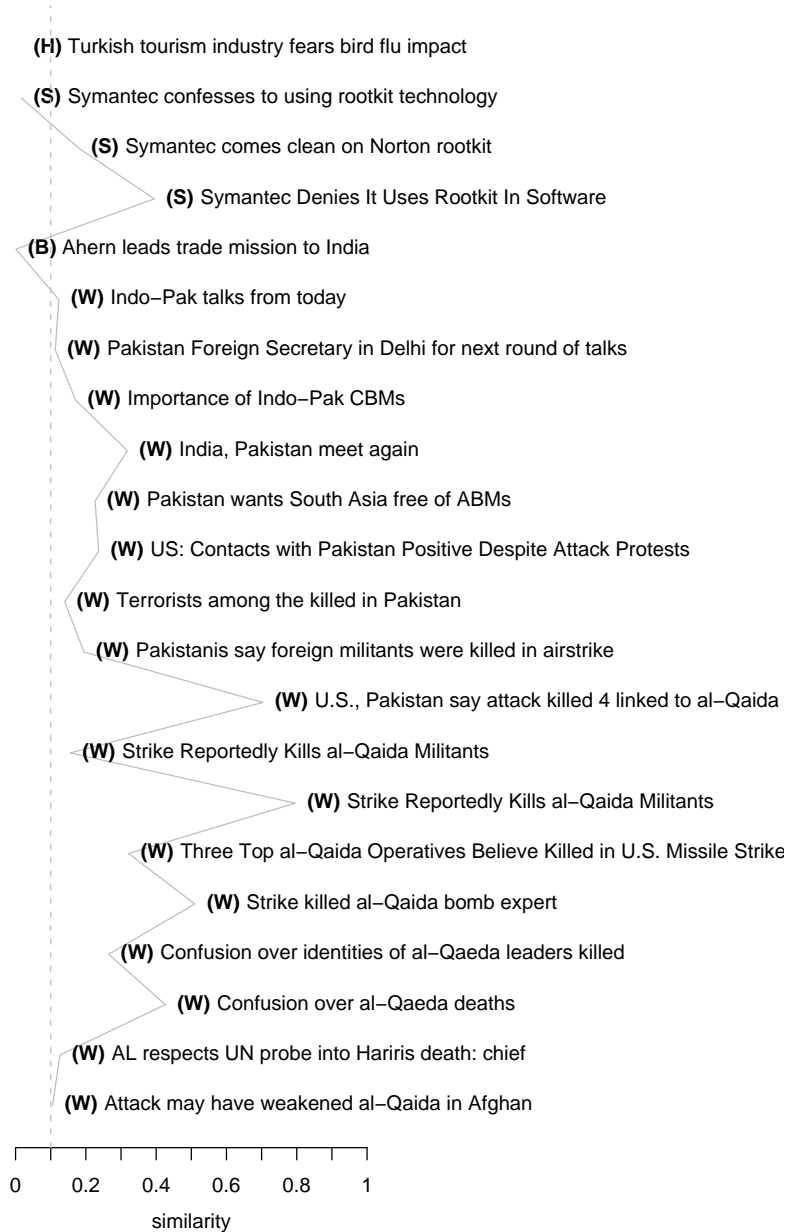 (H) Turkish tourism industry fears bird flu impact
(S) Symantec confesses to using rootkit technology
(S) Symantec comes clean on Norton rootkit
(S) Symantec Denies It Uses Rootkit In Software
(B) Ahern leads trade mission to India
(W) Indo−Pak talks from today
(W) Pakistan Foreign Secretary in Delhi for next round of talks
(W) Importance of Indo−Pak CBMs
(W) India, Pakistan meet again
(W) Pakistan wants South Asia free of ABMs
(W) US: Contacts with Pakistan Positive Despite Attack Protests
(W) Terrorists among the killed in Pakistan
(W) Pakistanis say foreign militants were killed in airstrike
(W) U.S., Pakistan say attack killed 4 linked to al−Qaida
(W) Strike Reportedly Kills al−Qaida Militants
(W) Strike Reportedly Kills al−Qaida Militants
(W) Three Top al−Qaida Operatives Believe Killed in U.S. Missile Strike
(W) Strike killed al−Qaida bomb expert
(W) Confusion over identities of al−Qaeda leaders killed
(W) Confusion over al−Qaeda deaths
(W) AL respects UN probe into Hariris death: chief
(W) Attack may have weakened al−Qaida in Afghan
0 0.2 0.4 0.6 0.8 1
similarity